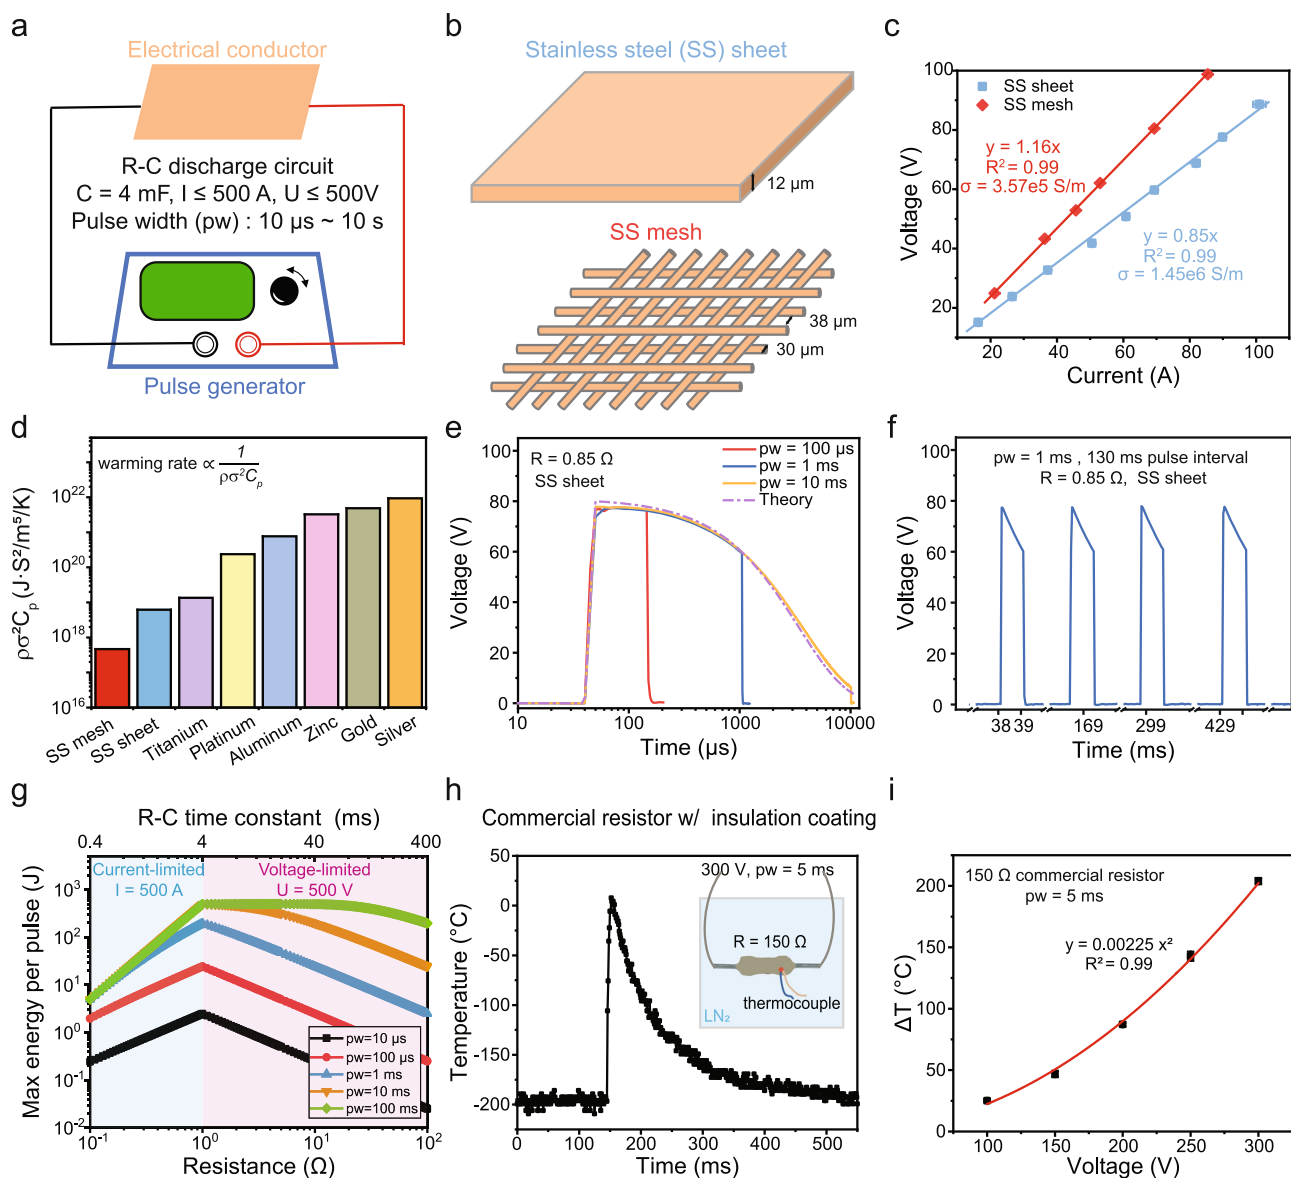 a
Electrical conductor
R-C discharge circuit
C = 4 mF, I ≤ 500 A, U ≤ 500V
Pulse width (pw) : 10 µs ~ 10 s
Pulse generator
b
Stainless steel (SS) sheet
12 µm
SS mesh
38 µm
30 µm
c
100
80
60
40
20
Voltage (V)
SS sheet
SS mesh
y = 1.16x
R² = 0.99
σ = 3.57e5 S/m
y = 0.85x
R² = 0.99
σ = 1.45e6 S/m
20 40 60 80 100
Current (A)
d
ρσ²Cₚ (J·S²/m⁵/K)
10²²
10²⁰
10¹⁸
10¹⁶
warming rate ∝ 1/ρσ²Cₚ
SS mesh
SS sheet
Titanium
Platinum
Aluminum
Zinc
Gold
Silver
e
Voltage (V)
100
80
60
40
20
0
R = 0.85 Ω
SS sheet
pw = 100 µs
pw = 1 ms
pw = 10 ms
Theory
10 100 1000 10000
Time (µs)
f
Voltage (V)
100
80
60
40
20
0
pw = 1 ms , 130 ms pulse interval
R = 0.85 Ω, SS sheet
38 39 169 299 429
Time (ms)
g
R-C time constant (ms)
0.4 4 40 400
Max energy per pulse (J)
10³
10²
10¹
10⁰
10⁻¹
10⁻²
Current-limited
I = 500 A
Voltage-limited
U = 500 V
pw=10 µs
pw=100 µs
pw=1 ms
pw=10 ms
pw=100 ms
10⁻¹ 10⁰ 10¹ 10²
Resistance (Ω)
h
Commercial resistor w/ insulation coating
Temperature (°C)
50
25
0
-50
-100
-150
-200
300 V, pw = 5 ms
R = 150 Ω
thermocouple
LN₂
0 100 200 300 400 500
Time (ms)
i
ΔT (°C)
200
150
100
50
0
150 Ω commercial resistor
pw = 5 ms
y = 0.00225 x²
R² = 0.99
100 150 200 250 300
Voltage (V)